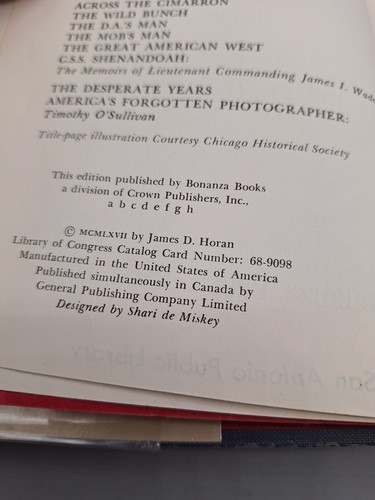 ACROSS THE CIMARRON
THE WILD BUNCH
THE D.A.'S MAN
THE MOB'S MAN
THE GREAT AMERICAN WEST
C.S.S. SHENANDOAH:
The Memoirs of Lieutenant Commanding James I. Wad
THE DESPERATE YEARS
AMERICA'S FORGOTTEN PHOTOGRAPHER:
Timothy O'Sullivan
Title-page illustration Courtesy Chicago Historical Society
This edition published by Bonanza Books
a division of Crown Publishers, Inc.,
a b c d e f g h
© MCMLXVII by James D. Horan
Library of Congress Catalog Card Number: 68-9098
Manufactured in the United States of America
Published simultaneously in Canada by
General Publishing Company Limited
Designed by Shari de Miskey
San Antonio Public Library